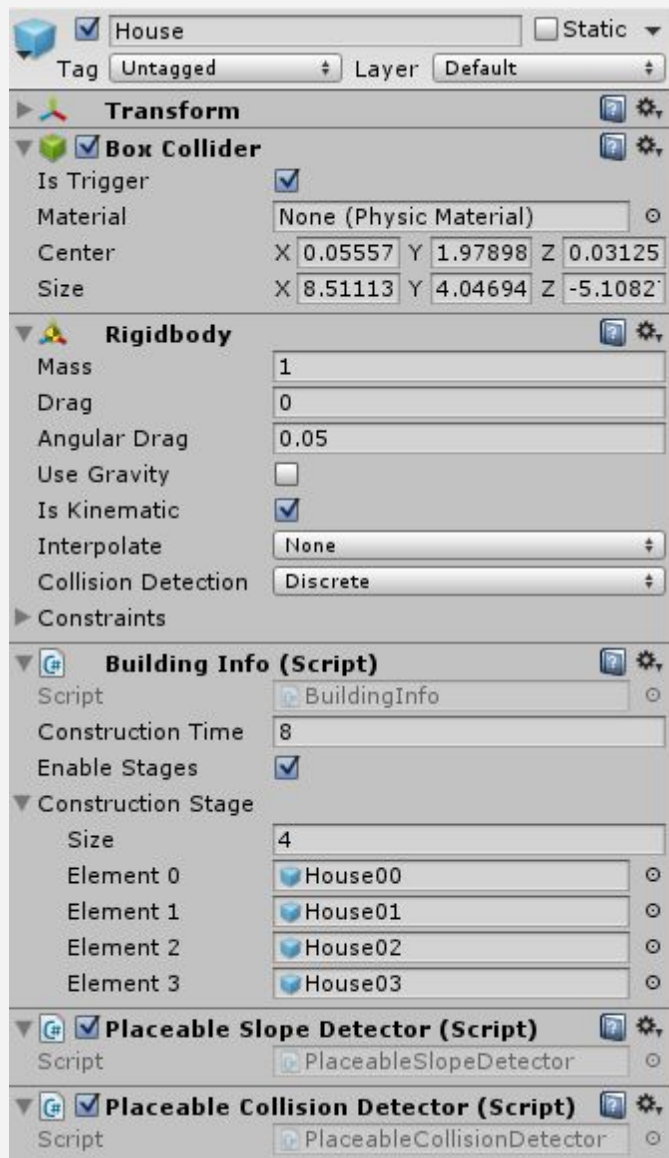 House Static
Tag Untagged Layer Default
Transform
Box Collider
Is Trigger
Material None (Physic Material)
Center X 0.05557 Y 1.97898 Z 0.03125
Size X 8.51113 Y 4.04694 Z -5.1082
Rigidbody
Mass 1
Drag 0
Angular Drag 0.05
Use Gravity
Is Kinematic
Interpolate None
Collision Detection Discrete
Constraints
Building Info (Script)
Script BuildingInfo
Construction Time 8
Enable Stages
Construction Stage
Size 4
Element 0 House00
Element 1 House01
Element 2 House02
Element 3 House03
Placeable Slope Detector (Script)
Script PlaceableSlopeDetector
Placeable Collision Detector (Script)
Script PlaceableCollisionDetector